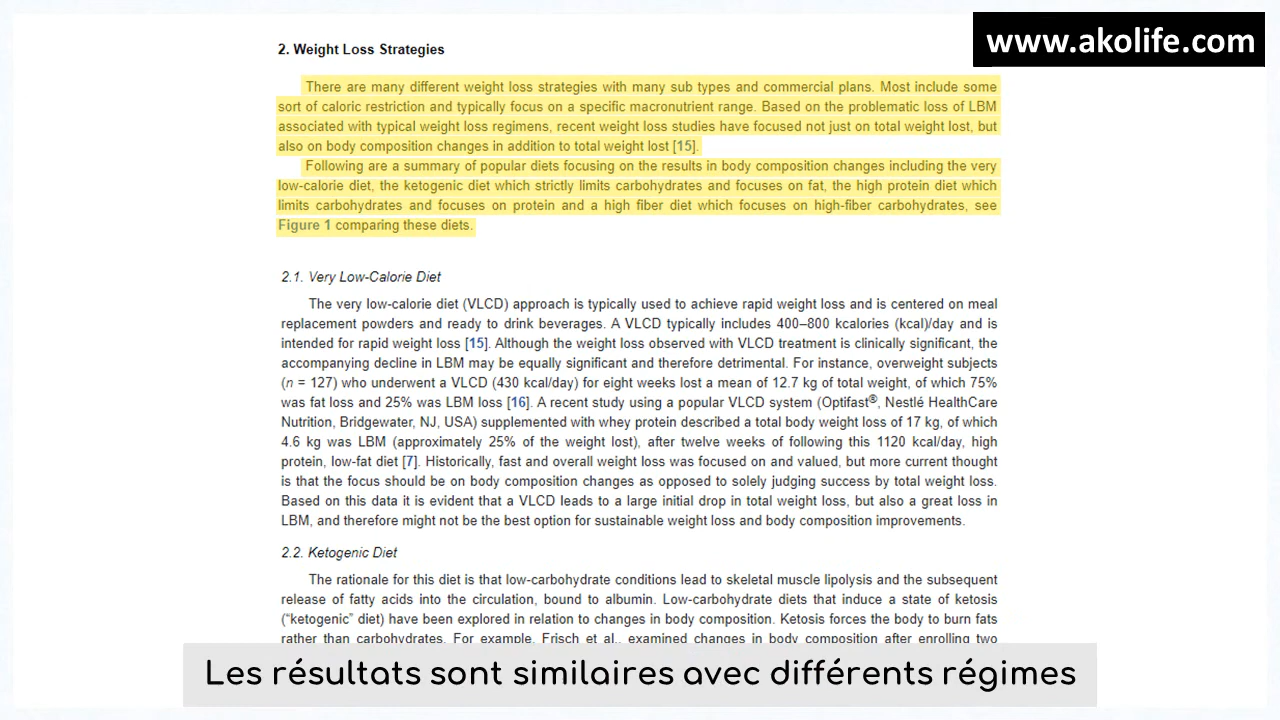 www.akolife.com
2. Weight Loss Strategies
There are many different weight loss strategies with many sub types and commercial plans. Most include some
sort of caloric restriction and typically focus on a specific macronutrient range. Based on the problematic loss of LBM
associated with typical weight loss regimens, recent weight loss studies have focused not just on total weight lost, but
also on body composition changes in addition to total weight lost [15].
Following are a summary of popular diets focusing on the results in body composition changes including the very
low-calorie diet, the ketogenic diet which strictly limits carbohydrates and focuses on fat, the high protein diet which
limits carbohydrates and focuses on protein and a high fiber diet which focuses on high-fiber carbohydrates, see
Figure 1 comparing these diets.
2.1. Very Low-Calorie Diet
The very low-calorie diet (VLCD) approach is typically used to achieve rapid weight loss and is centered on meal
replacement powders and ready to drink beverages. A VLCD typically includes 400–800 kcalories (kcal)/day and is
intended for rapid weight loss [15]. Although the weight loss observed with VLCD treatment is clinically significant, the
accompanying decline in LBM may be equally significant and therefore detrimental. For instance, overweight subjects
(n = 127) who underwent a VLCD (430 kcal/day) for eight weeks lost a mean of 12.7 kg of total weight, of which 75%
was fat loss and 25% was LBM loss [16]. A recent study using a popular VLCD system (Optifast®, Nestlé HealthCare
Nutrition, Bridgewater, NJ, USA) supplemented with whey protein described a total body weight loss of 17 kg, of which
4.6 kg was LBM (approximately 25% of the weight lost), after twelve weeks of following this 1120 kcal/day, high
protein, low-fat diet [7]. Historically, fast and overall weight loss was focused on and valued, but more current thought
is that the focus should be on body composition changes as opposed to solely judging success by total weight loss.
Based on this data it is evident that a VLCD leads to a large initial drop in total weight loss, but also a great loss in
LBM, and therefore might not be the best option for sustainable weight loss and body composition improvements.
2.2. Ketogenic Diet
The rationale for this diet is that low-carbohydrate conditions lead to skeletal muscle lipolysis and the subsequent
release of fatty acids into the circulation, bound to albumin. Low-carbohydrate diets that induce a state of ketosis
(“ketogenic” diet) have been explored in relation to changes in body composition. Ketosis forces the body to burn fats
rather than carbohydrates. For example, Frisch et al., examined changes in body composition after enrolling two
Les résultats sont similaires avec différents régimes